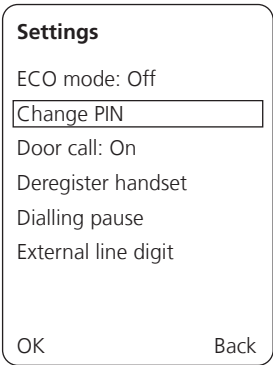 Settings
ECO mode: Off
Change PIN
Door call: On
Deregister handset
Dialling pause
External line digit
OK Back